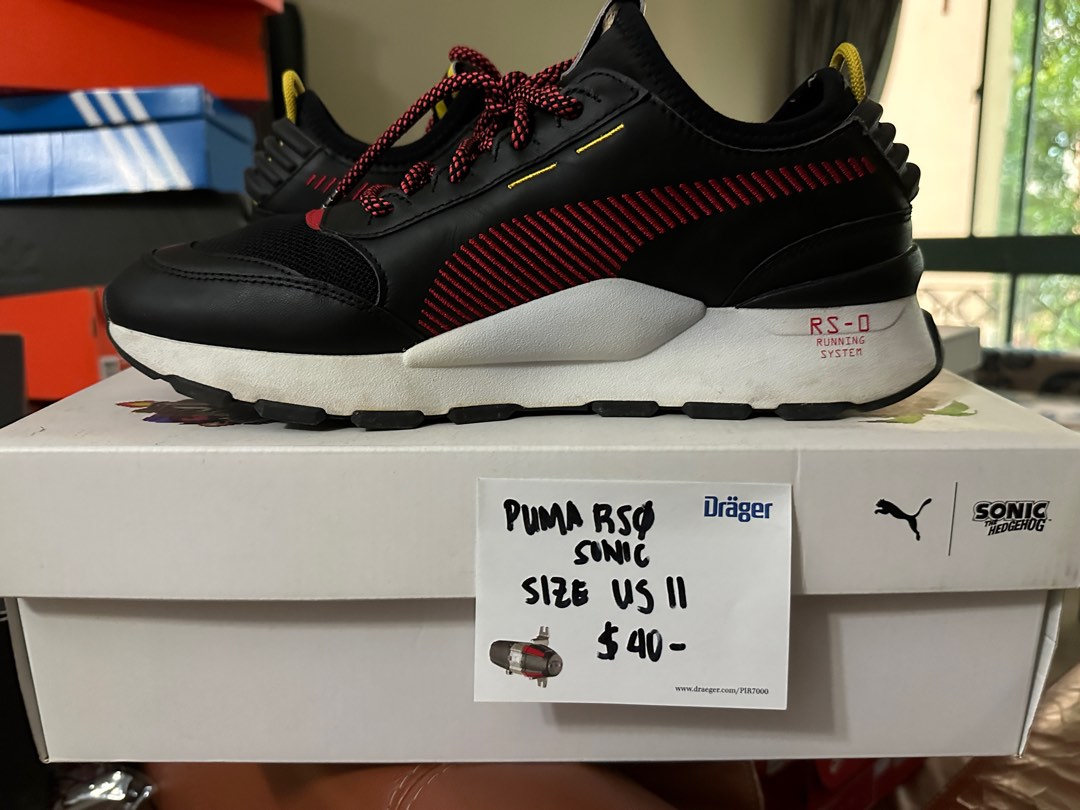 RS-0
RUNNING
SYSTEM
PUMA RSØ
SONIC
SIZE US 11
$40-
Dräger
www.draeger.com/PIR7000
SONIC
THE
HEDGEHOG